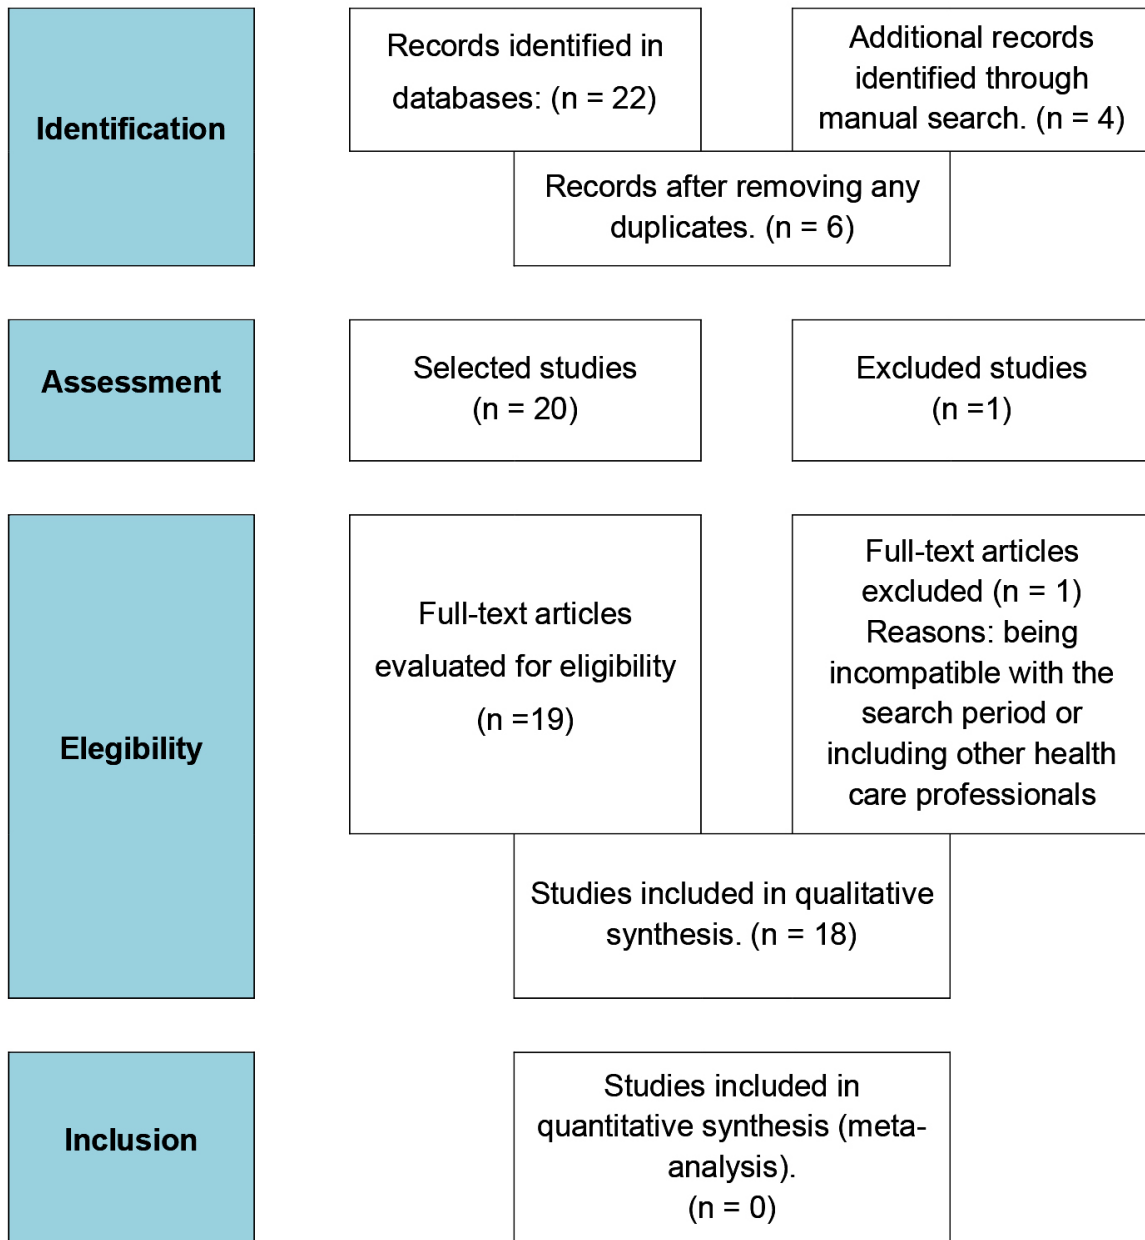 Identification
Records identified in
databases: (n = 22)
Additional records
identified through
manual search. (n = 4)
Records after removing any
duplicates. (n = 6)
Assessment
Selected studies
(n = 20)
Excluded studies
(n =1)
Elegibility
Full-text articles
evaluated for eligibility
(n =19)
Full-text articles
excluded (n = 1)
Reasons: being
incompatible with the
search period or
including other health
care professionals
Studies included in qualitative
synthesis. (n = 18)
Inclusion
Studies included in
quantitative synthesis (meta-
analysis).
(n = 0)